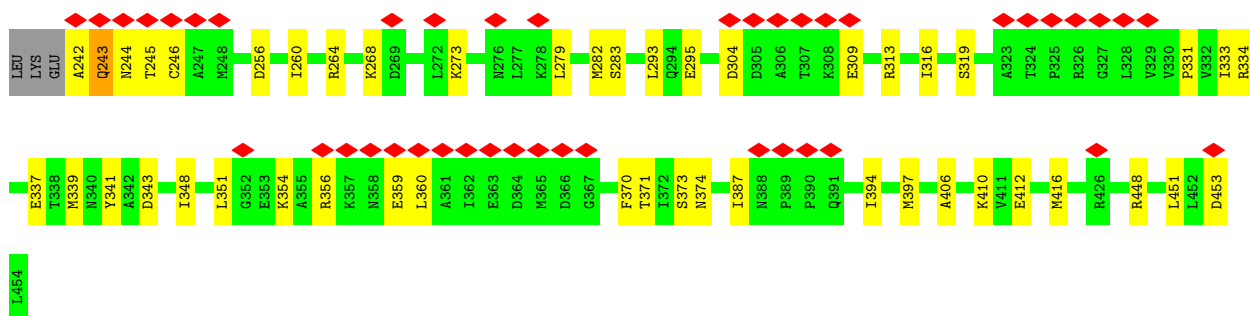 LEU LYS GLU A242 Q243 N244 T245 C246 A247 M248 D256 I260 R264 K268 D269 L272 K273 N276 L277 K278 L279 M282 S283 L293 Q294 E295 D304 D305 A306 T307 K308 E309 R313 I316 S319 A323 T324 P325 R326 G327 L328 V329 V330 P331 V332 I333 R334
E337 T338 M339 N340 Y341 A342 D343 I348 L351 G352 E353 K354 A355 R356 K357 N358 E359 L360 A361 I362 E363 D364 M365 D366 G367 F370 T371 I372 S373 N374 I387 N388 P389 P390 Q391 I394 M397 A406 K410 V411 E412 M416 R426 R448 L451 L452 D453
L454